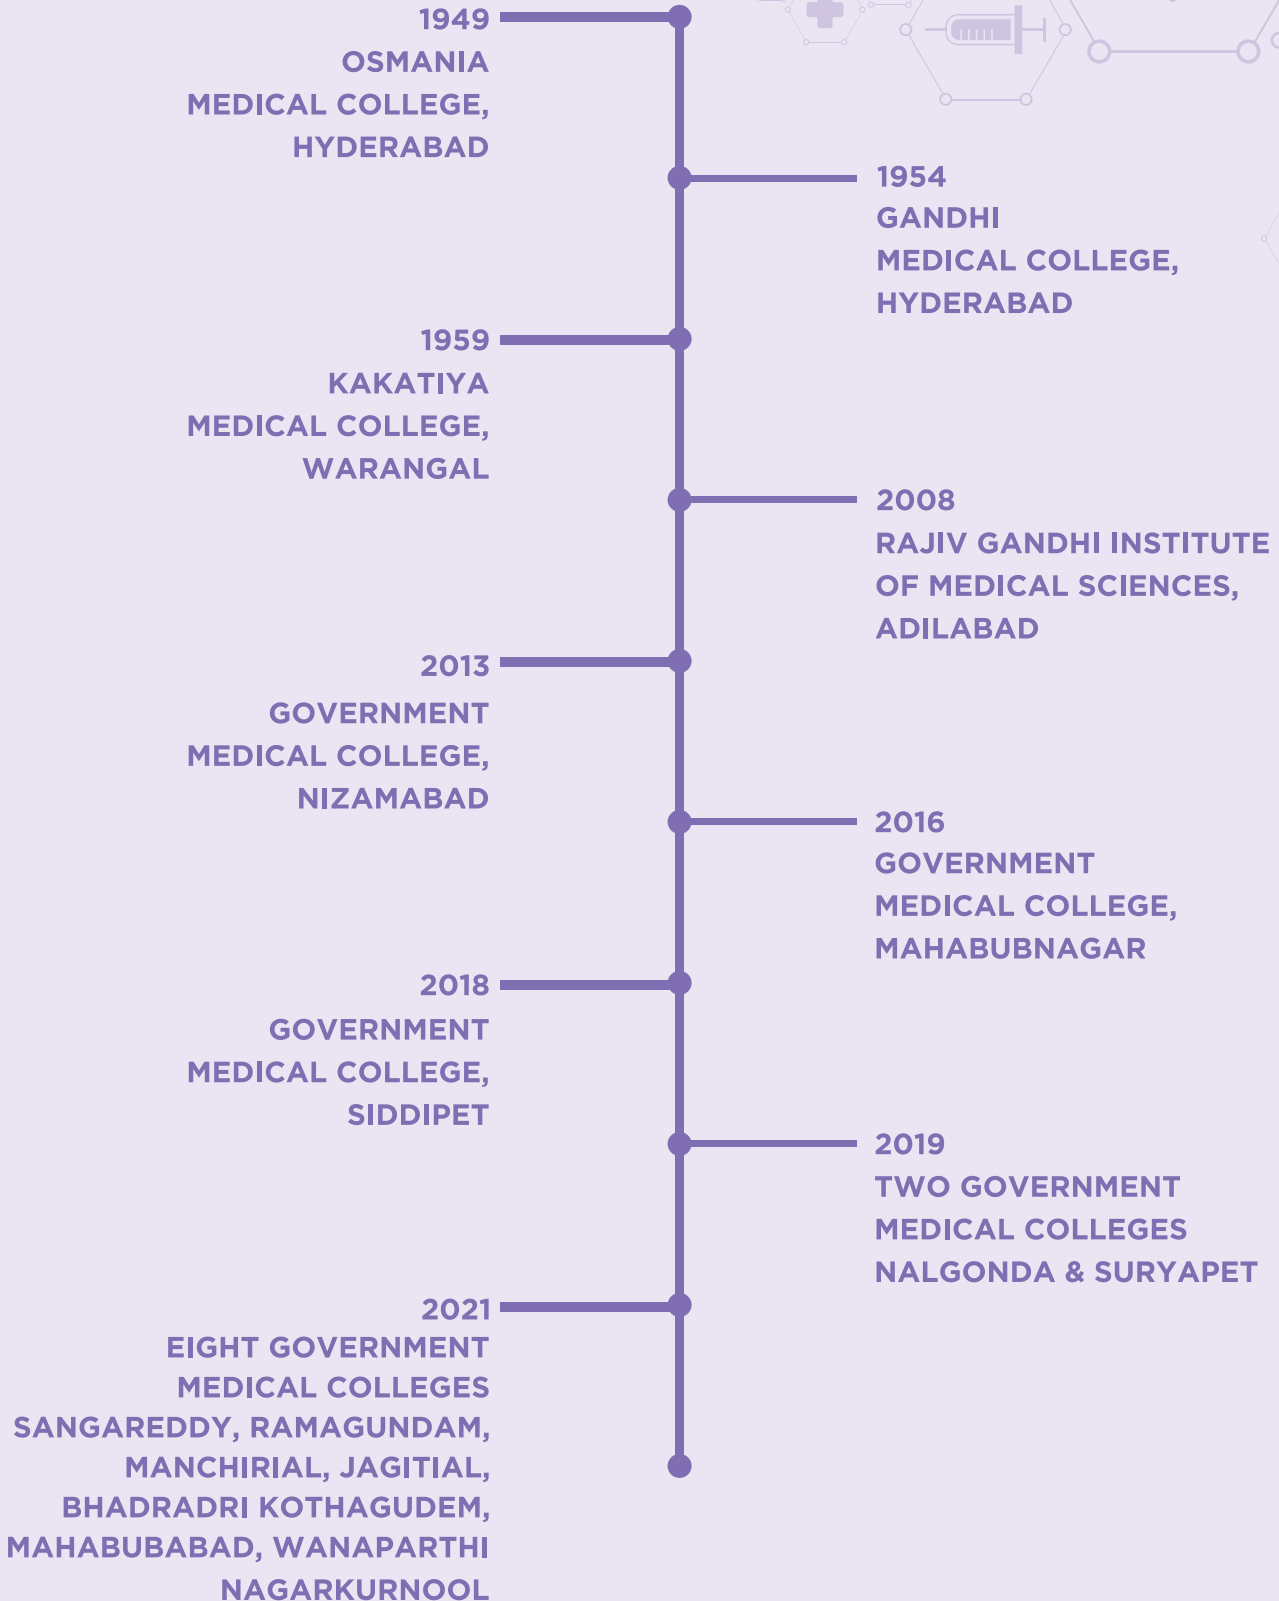 1949
OSMANIA
MEDICAL COLLEGE,
HYDERABAD
1954
GANDHI
MEDICAL COLLEGE,
HYDERABAD
1959
KAKATIYA
MEDICAL COLLEGE,
WARANGAL
2008
RAJIV GANDHI INSTITUTE
OF MEDICAL SCIENCES,
ADILABAD
2013
GOVERNMENT
MEDICAL COLLEGE,
NIZAMABAD
2016
GOVERNMENT
MEDICAL COLLEGE,
MAHABUBNAGAR
2018
GOVERNMENT
MEDICAL COLLEGE,
SIDDIPET
2019
TWO GOVERNMENT
MEDICAL COLLEGES
NALGONDA & SURYAPET
2021
EIGHT GOVERNMENT
MEDICAL COLLEGES
SANGAREDDY, RAMAGUNDAM,
MANCHIRIAL, JAGITIAL,
BHADRADRI KOTHAGUDEM,
MAHABUBABAD, WANAPARTHI
NAGARKURNOOL